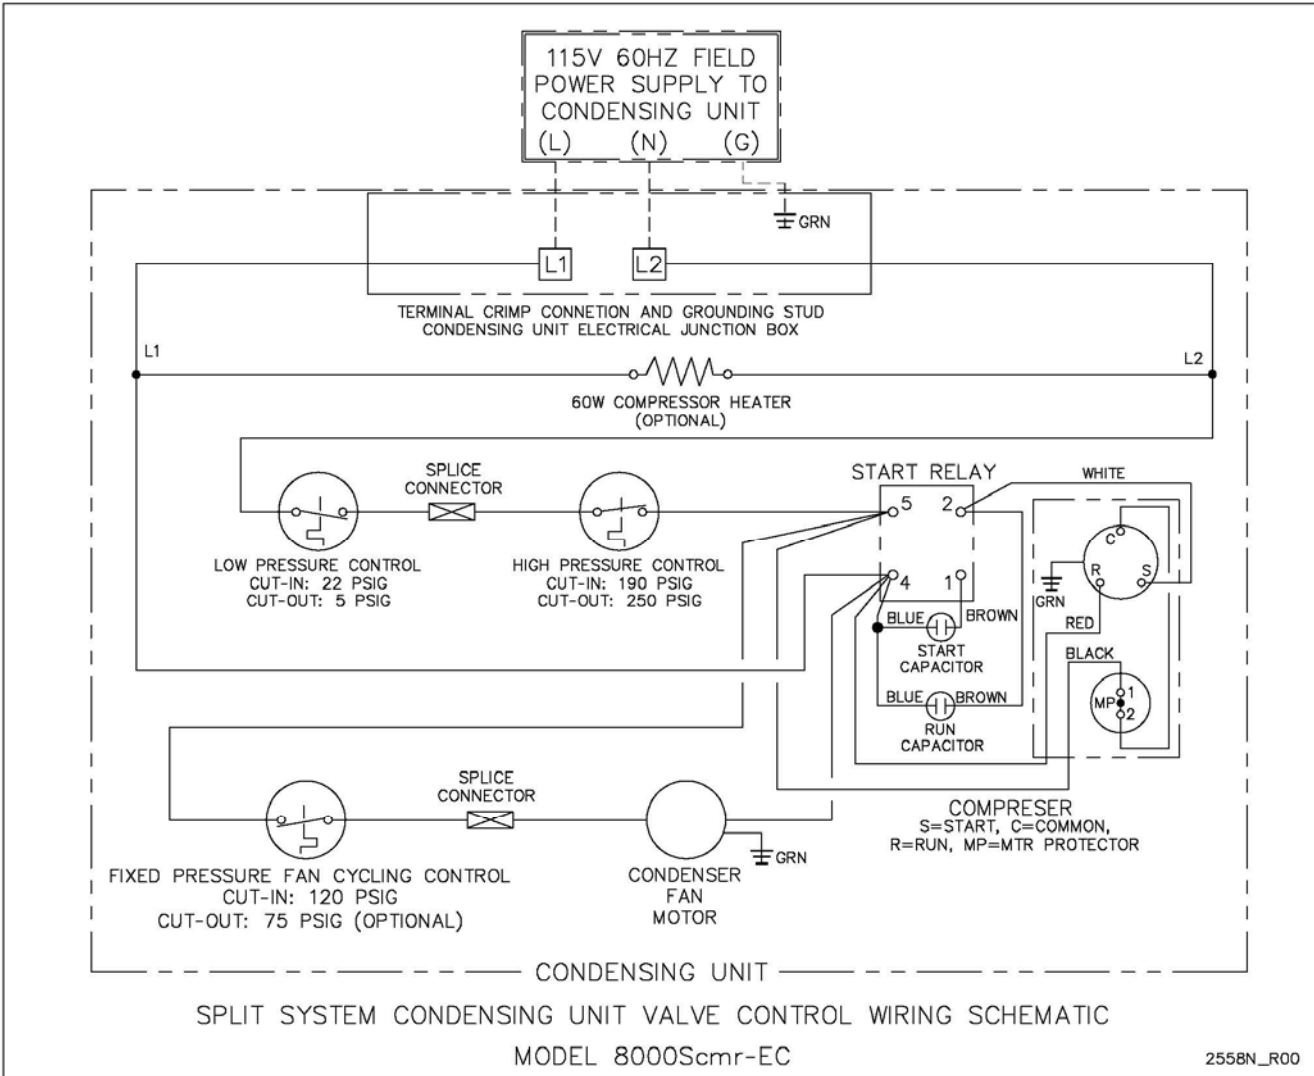 115V 60HZ FIELD
POWER SUPPLY TO
CONDENSING UNIT
(L) (N) (G)
GRN
L1 L2
TERMINAL CRIMP CONNETION AND GROUNDING STUD
CONDENSING UNIT ELECTRICAL JUNCTION BOX
L1
L2
60W COMPRESSOR HEATER
(OPTIONAL)
SPLICE
CONNECTOR
START RELAY
WHITE
5 2
4 1
LOW PRESSURE CONTROL
CUT-IN: 22 PSIG
CUT-OUT: 5 PSIG
HIGH PRESSURE CONTROL
CUT-IN: 190 PSIG
CUT-OUT: 250 PSIG
C
R S
GRN
BLUE BROWN
START
CAPACITOR
RED
BLACK
BLUE BROWN
RUN
CAPACITOR
1
MP
2
SPLICE
CONNECTOR
COMPRESER
S=START, C=COMMON,
R=RUN, MP=MTR PROTECTOR
GRN
FIXED PRESSURE FAN CYCLING CONTROL
CUT-IN: 120 PSIG
CUT-OUT: 75 PSIG (OPTIONAL)
CONDENSER
FAN
MOTOR
CONDENSING UNIT
SPLIT SYSTEM CONDENSING UNIT VALVE CONTROL WIRING SCHEMATIC
MODEL 8000Scmr-EC
2558N_R00